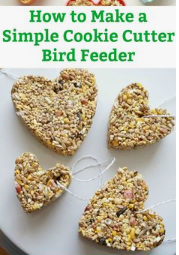 How to Make a
Simple Cookie Cutter
Bird Feeder